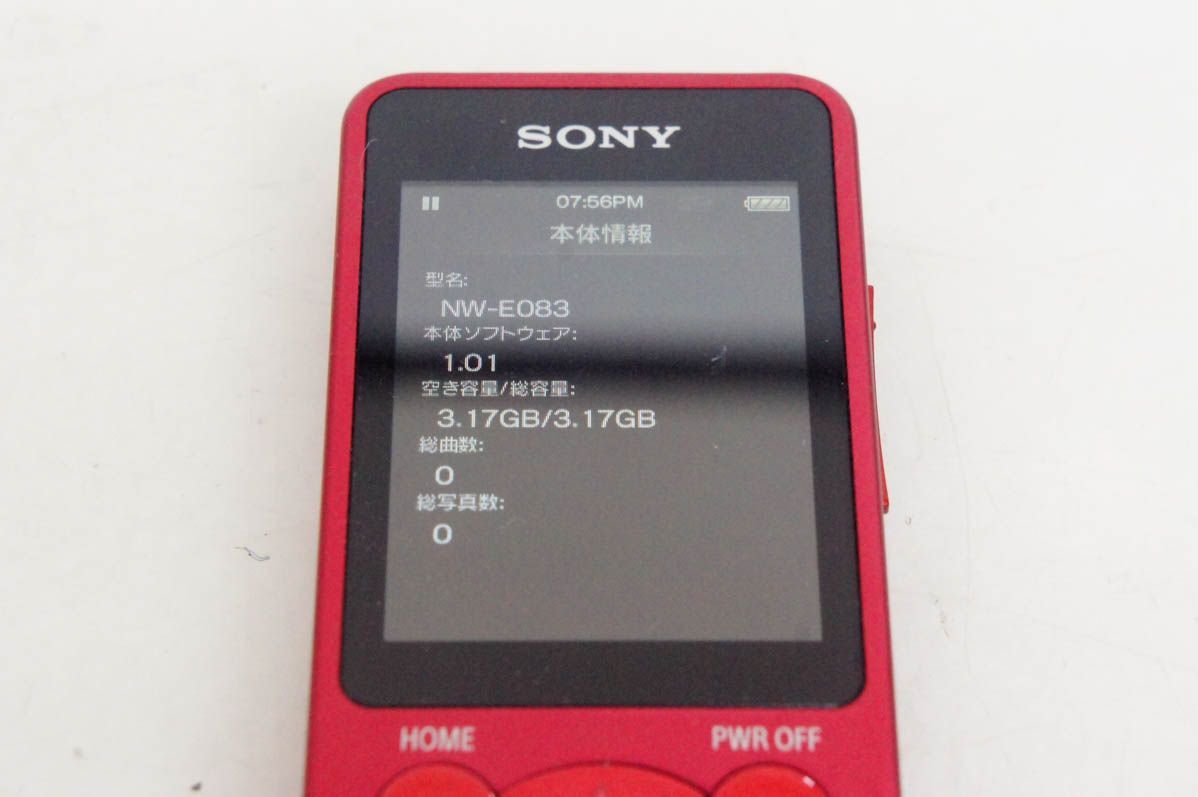 SONY
07:56PM
本体情報
型名:
NW-E083
本体ソフトウェア:
1.01
空き容量/総容量:
3.17GB/3.17GB
総曲数:
0
総写真数:
0
HOME
PWR OFF